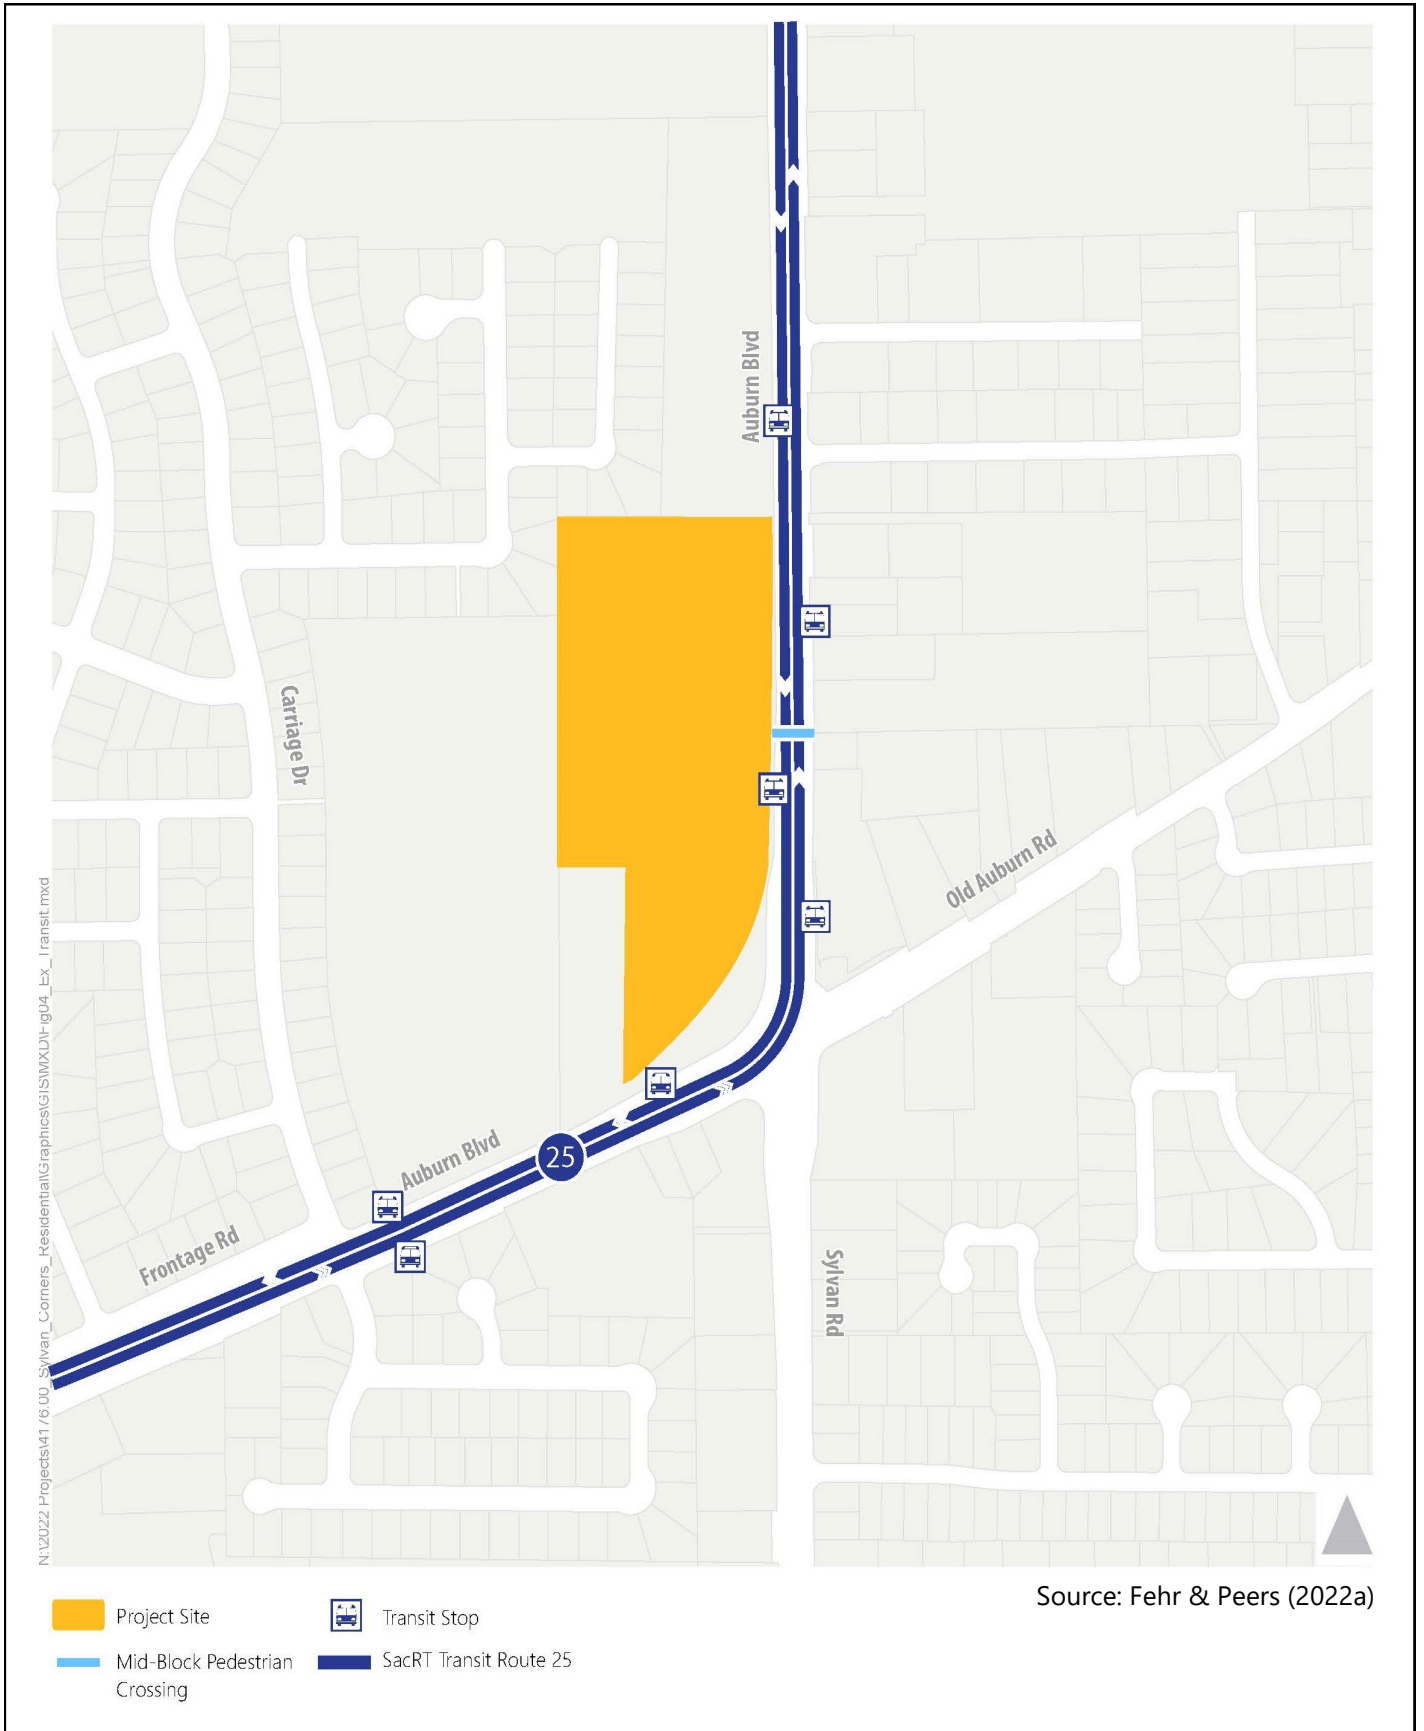 Auburn Blvd
Carriage Dr
Old Auburn Rd
Auburn Blvd
25
Frontage Rd
Sylvan Rd
N:\2022 Projects\4176.00_Sylvan_Corners_Residential\Graphics\GIS\MXD\Fig04_Ex_Transit.mxd
Source: Fehr & Peers (2022a)
Project Site
Transit Stop
Mid-Block Pedestrian
Crossing
SacRT Transit Route 25